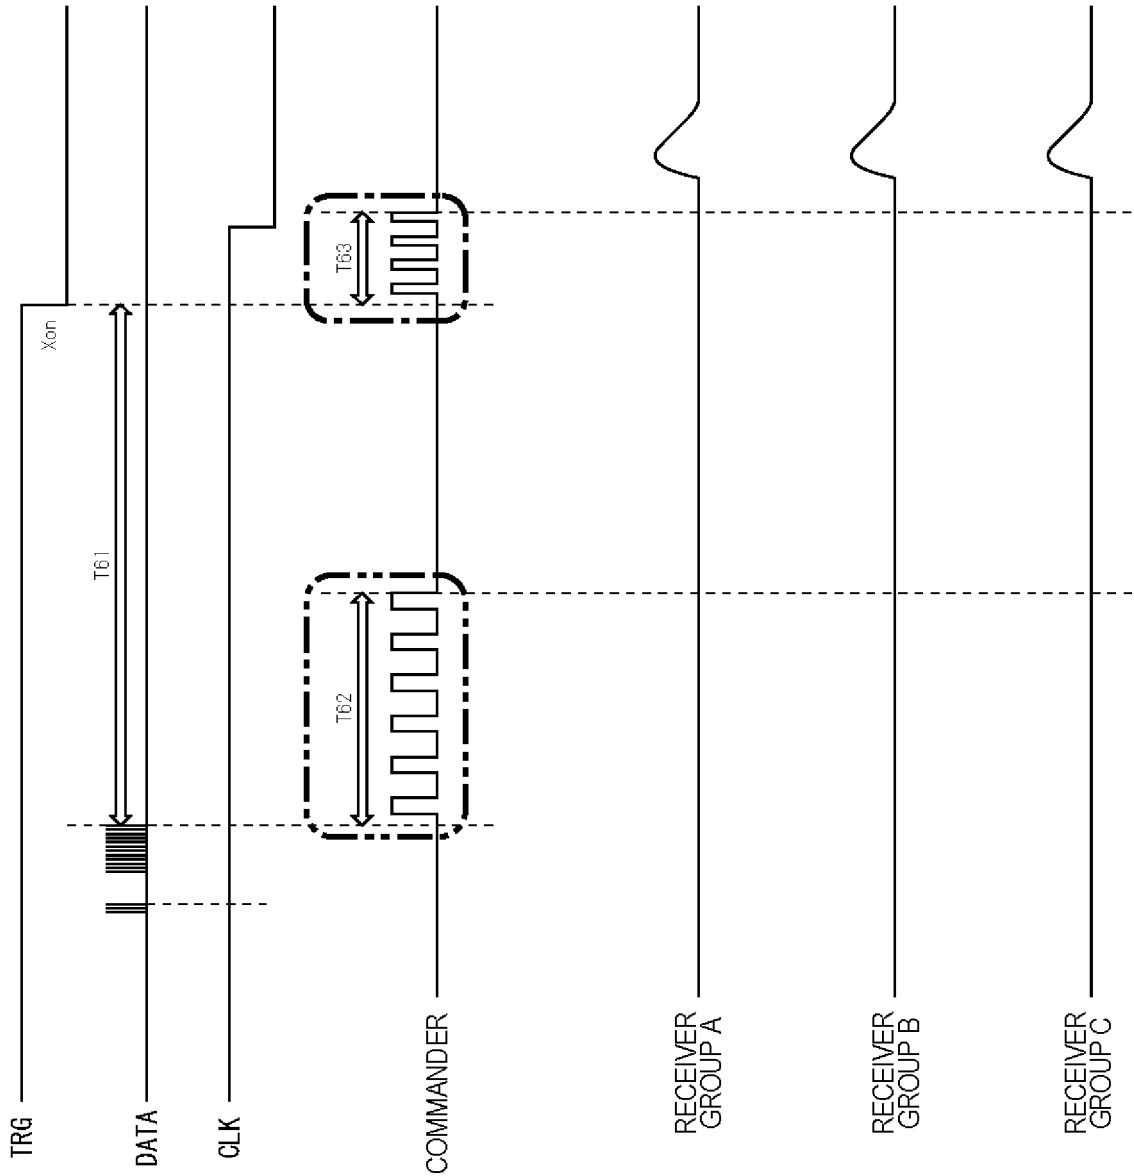 TRG
Xon
T61
DATA
CLK
T62
T63
COMMANDER
RECEIVER
GROUP A
RECEIVER
GROUP B
RECEIVER
GROUP C